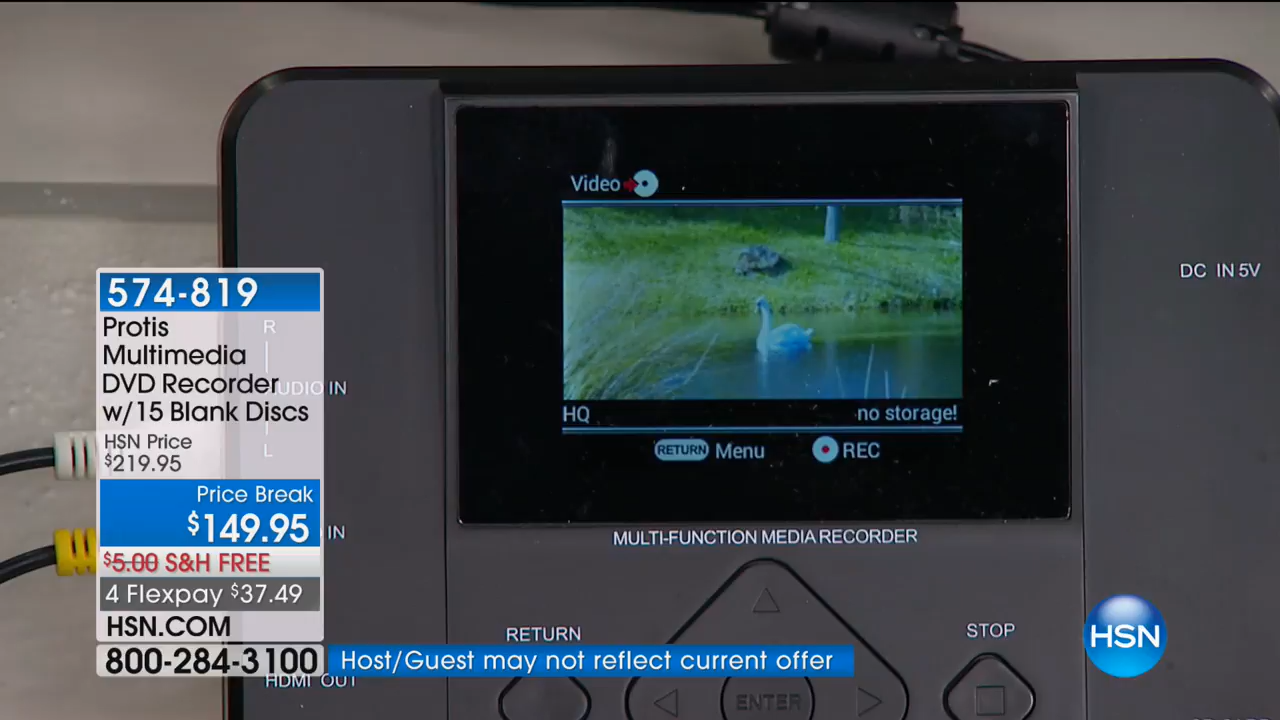 Video
HQ
no storage!
RETURN Menu
REC
DC IN 5V
574-819
Protis
Multimedia
DVD Recorder
w/15 Blank Discs
HSN Price
$219.95
Price Break
$149.95
$5.00 S&H FREE
4 Flexpay $37.49
HSN.COM
800-284-3100
Host/Guest may not reflect current offer
R
UDIO IN
L
IN
HDMI OUT
MULTI-FUNCTION MEDIA RECORDER
RETURN
ENTER
STOP
HSN